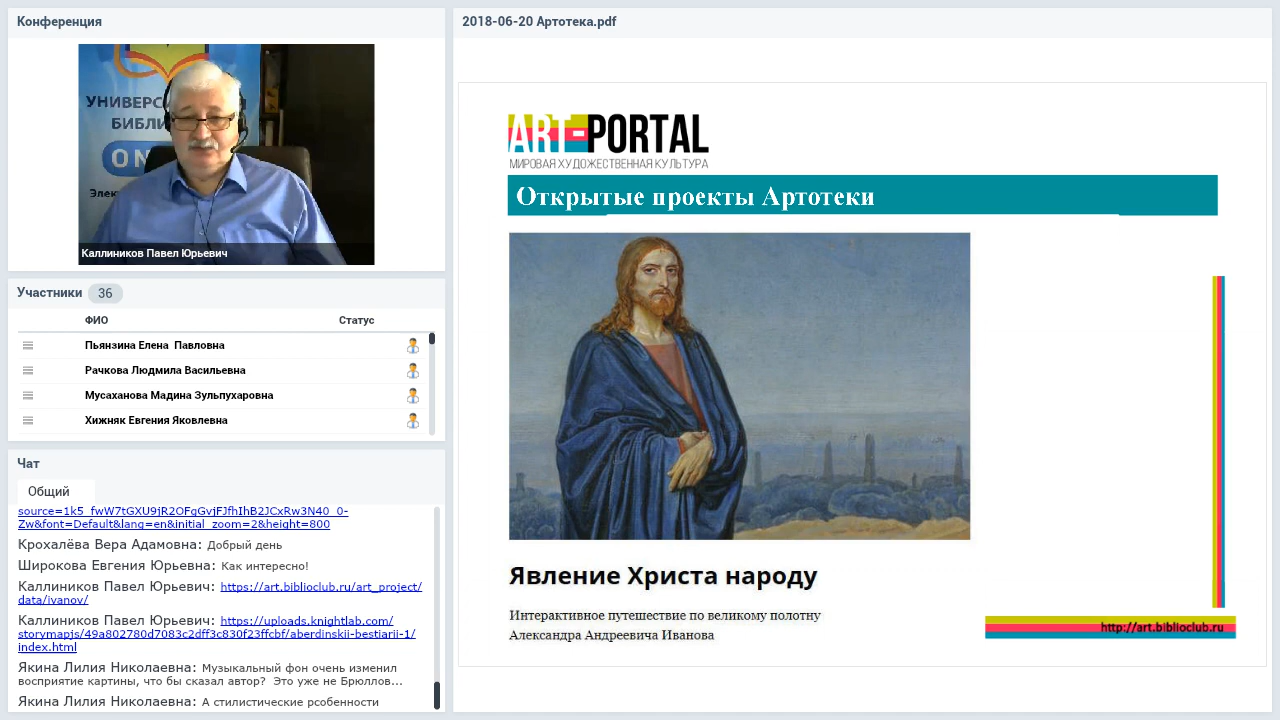 Конференция
УНИВЕРС
БИБЛИ
ON
Элек
Каллиников Павел Юрьевич
Участники 36
ФИО Статус
Пьянзина Елена Павловна
Рачкова Людмила Васильевна
Мусаханова Мадина Зульпухаровна
Хижняк Евгения Яковлевна
Чат
Общий
source=1k5_fwW7tGXU9jR2OFqGvjFJfhIhB2JCxRw3N40_0-
Zw&font=Default&lang=en&initial_zoom=2&height=800
Крохалёва Вера Адамовна: Добрый день
Широкова Евгения Юрьевна: Как интересно!
Каллиников Павел Юрьевич: https://art.biblioclub.ru/art_project/
data/ivanov/
Каллиников Павел Юрьевич: https://uploads.knightlab.com/
storymapjs/49a802780d7083c2dff3c830f23ffcbf/aberdinskii-bestiarii-1/
index.html
Якина Лилия Николаевна: Музыкальный фон очень изменил
восприятие картины, что бы сказал автор? Это уже не Брюллов...
Якина Лилия Николаевна: А стилистические рсобенности
2018-06-20 Артотека.pdf
ART-PORTAL
МИРОВАЯ ХУДОЖЕСТВЕННАЯ КУЛЬТУРА
Открытые проекты Артотеки
Явление Христа народу
Интерактивное путешествие по великому полотну
Александра Андреевича Иванова
http://art.biblioclub.ru